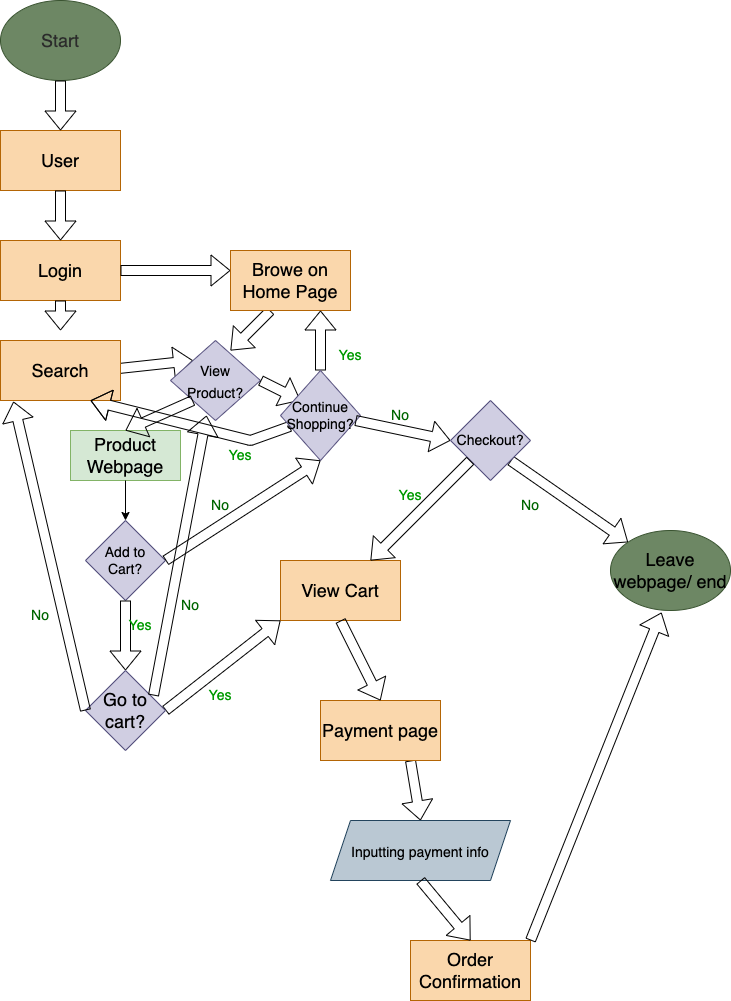 Start
User
Login
Browe on
Home Page
Search
View
Product?
Yes
Continue
Shopping?
No
Checkout?
Product
Webpage
Yes
Yes
No
No
Add to
Cart?
Leave
webpage/ end
View Cart
No
No
Yes
Go to
cart?
Yes
Payment page
Inputting payment info
Order
Confirmation